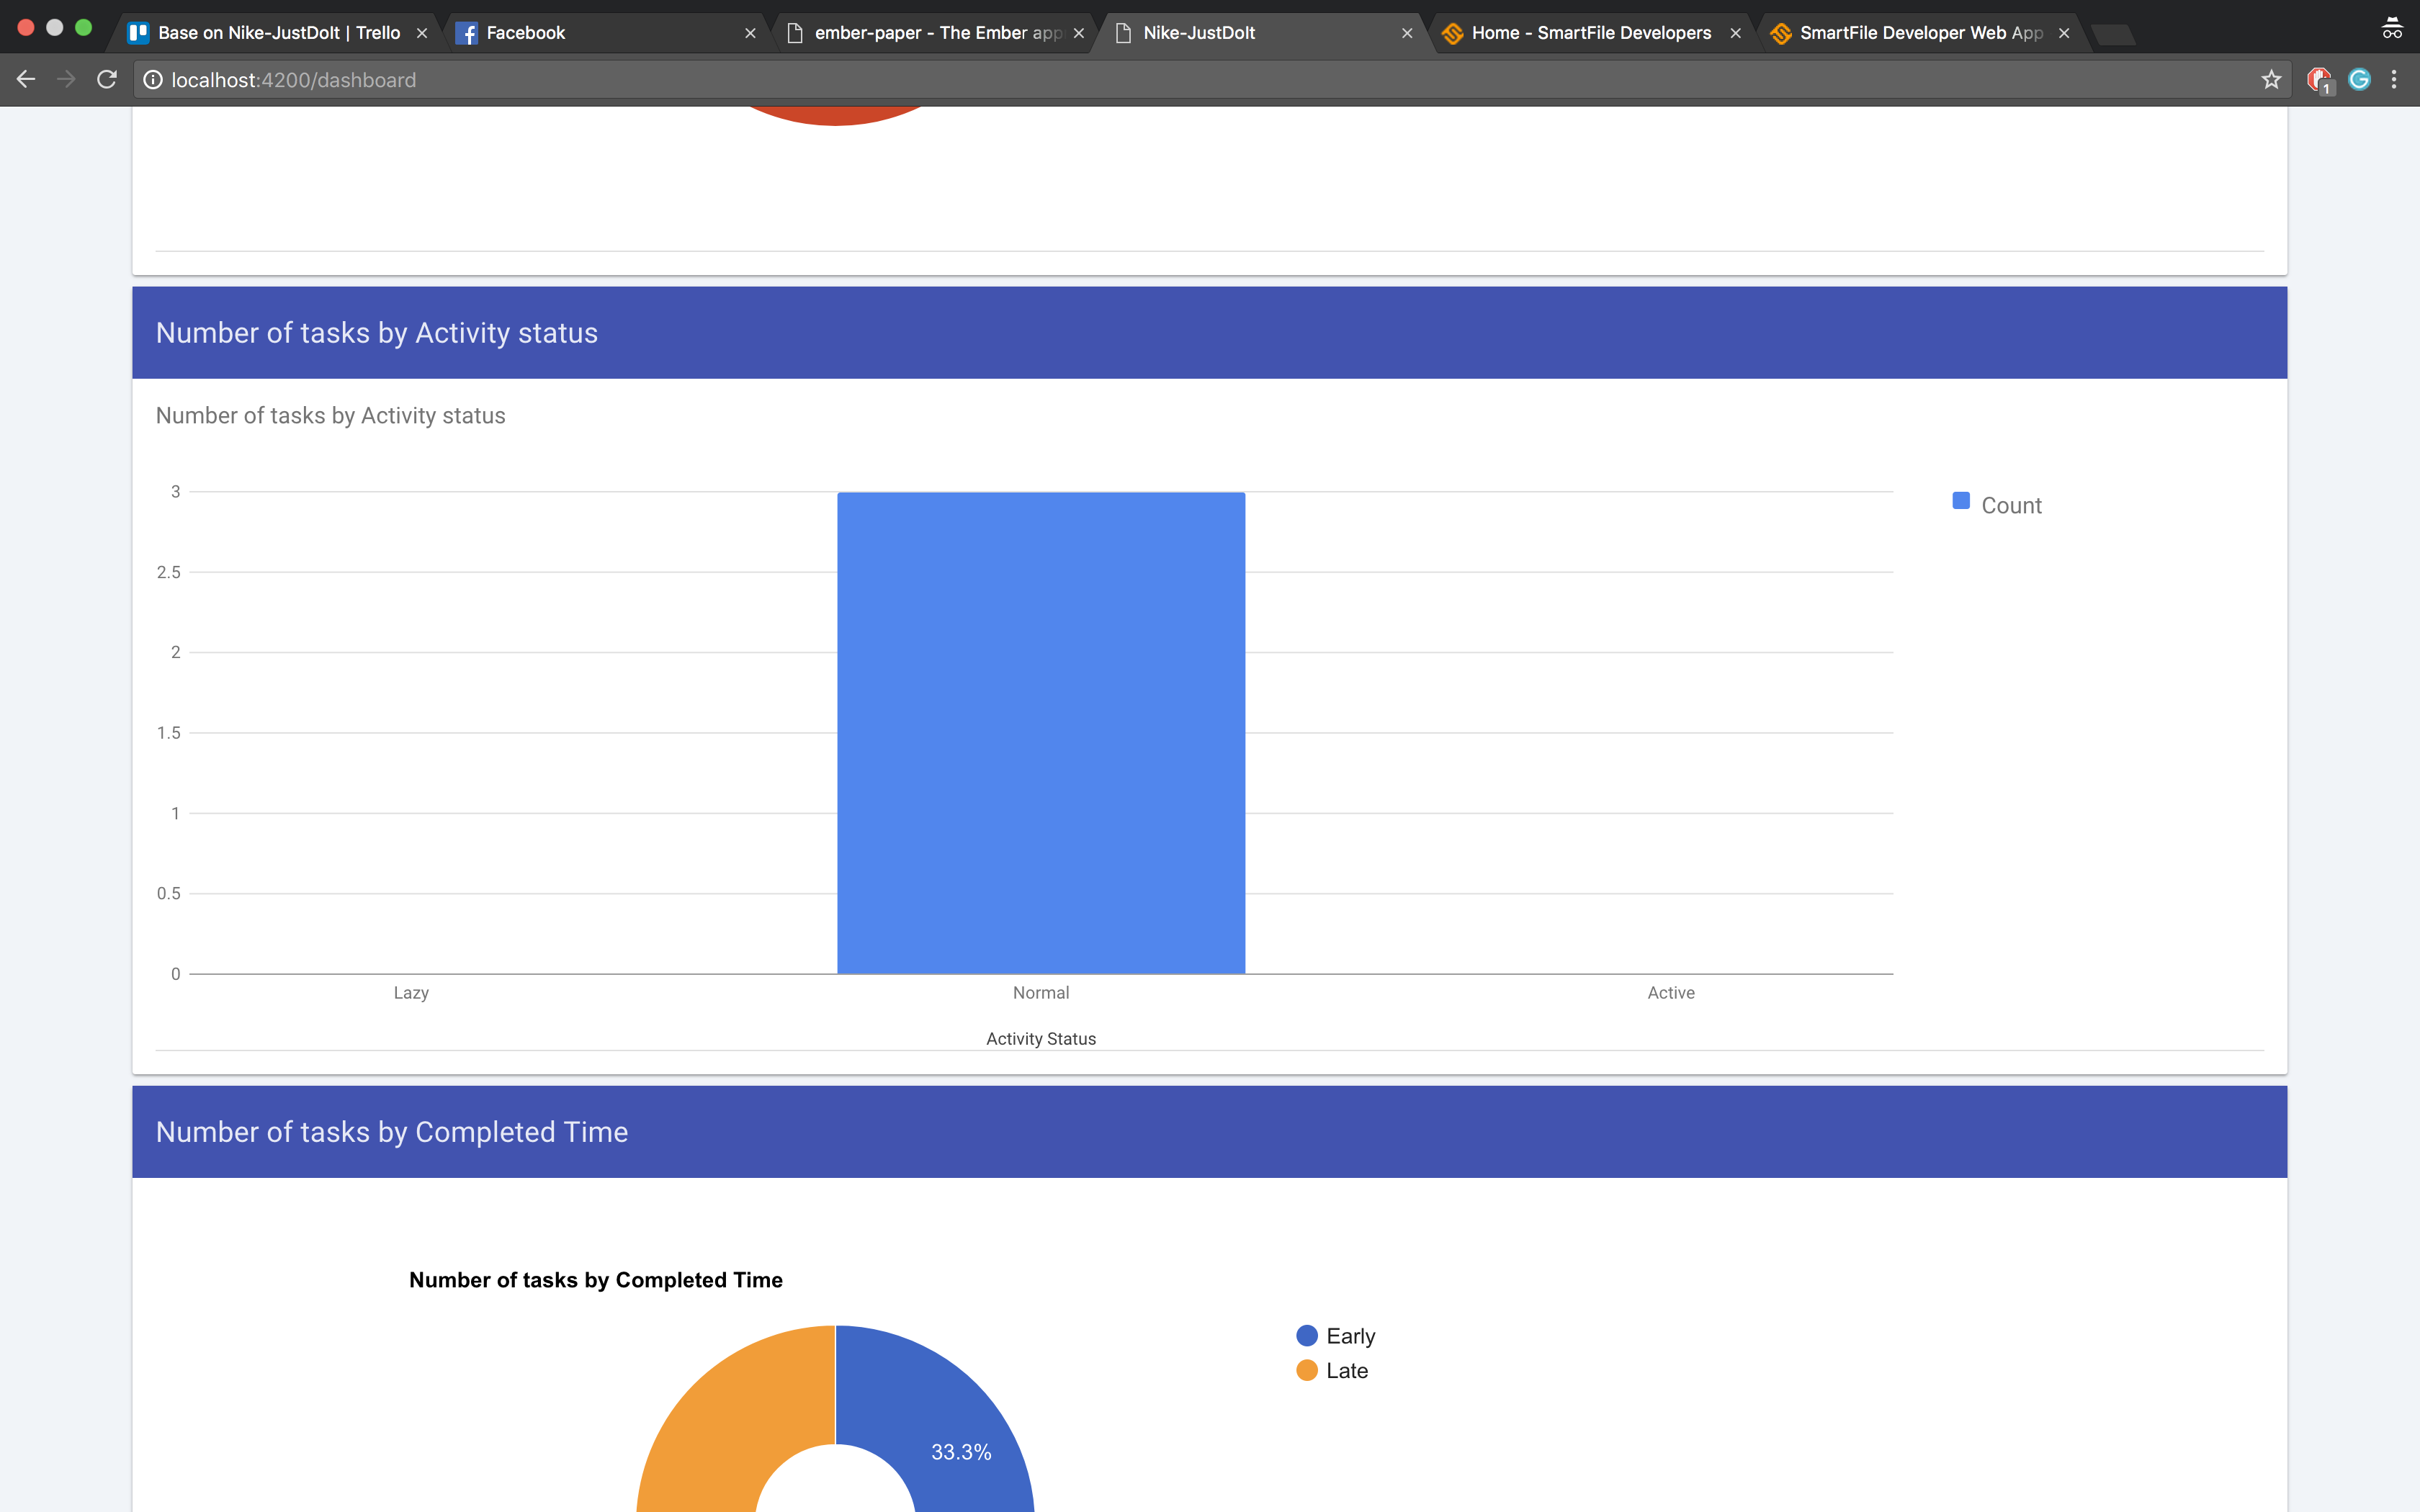 Base on Nike-JustDoIt | Trello
Facebook
ember-paper - The Ember app
Nike-JustDoIt
Home - SmartFile Developers
SmartFile Developer Web App
localhost:4200/dashboard
1
Number of tasks by Activity status
Number of tasks by Activity status
3
Count
2.5
2
1.5
1
0.5
0
Lazy
Normal
Active
Activity Status
Number of tasks by Completed Time
Number of tasks by Completed Time
Early
Late
33.3%